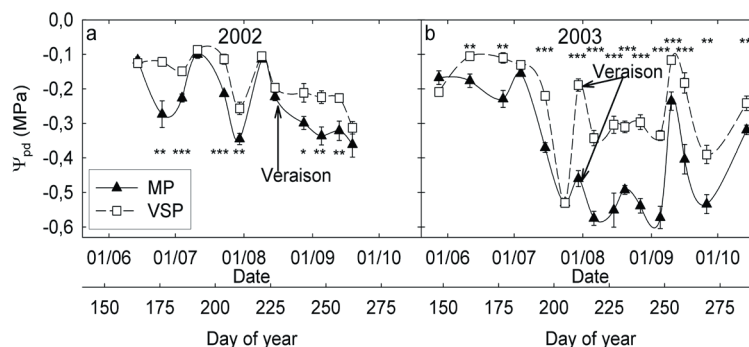 a
2002
b
2003
0,0
-0,1
-0,2
-0,3
-0,4
-0,5
-0,6
Ψpd (MPa)
** *** *** ** * ** **
** ** *** *** *** *** *** *** *** *** *** ** **
Veraison
Veraison
MP
VSP
01/06 01/07 01/08 01/09 01/10
01/06 01/07 01/08 01/09 01/10
Date
Date
150 175 200 225 250 275
150 175 200 225 250 275
Day of year
Day of year